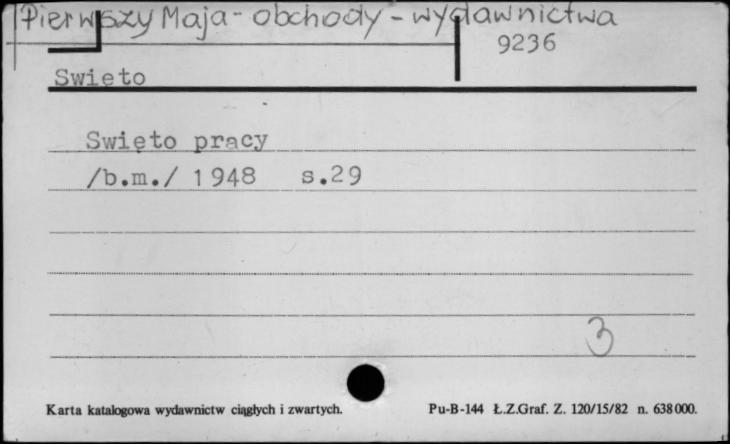 Pierwszy Maja - obchody - wydawnictwa
9236
Swieto
Swięto pracy
/b.m./ 1948 s.29
3
Karta katalogowa wydawnictw ciągłych i zwartych.
Pu-B-144 Ł.Z.Graf. Z. 120/15/82 n. 638000.